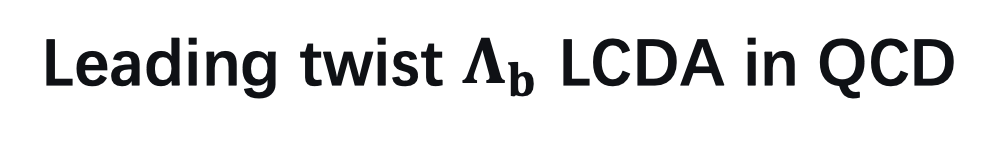 Leading twist Λb LCDA in QCD